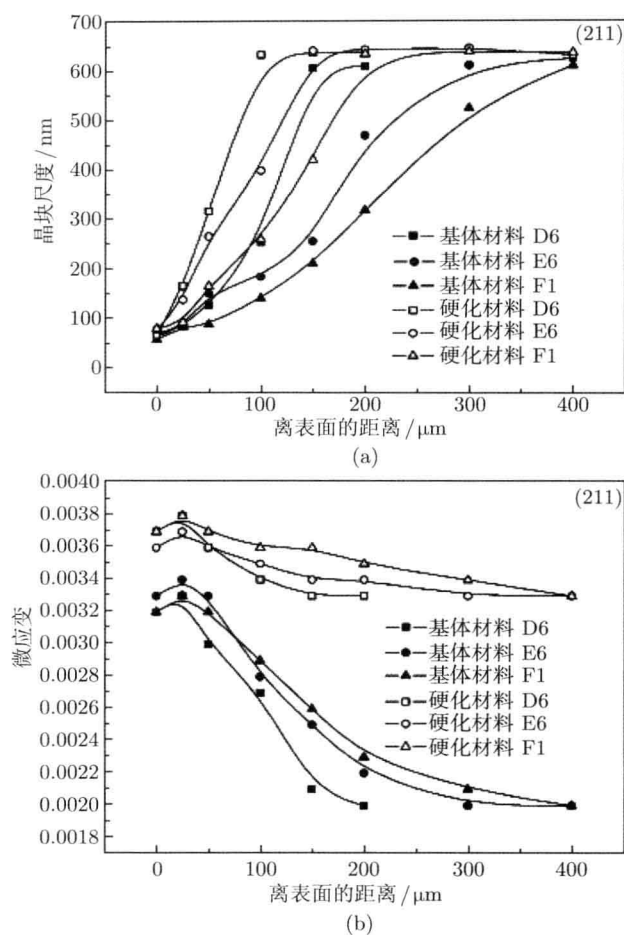 700
(211)
600
500
400
300
200
100
0
晶块尺度/nm
基体材料 D6
基体材料 E6
基体材料 F1
硬化材料 D6
硬化材料 E6
硬化材料 F1
0 100 200 300 400
离表面的距离/μm
(a)
0.0040
(211)
0.0038
0.0036
0.0034
0.0032
0.0030
0.0028
0.0026
0.0024
0.0022
0.0020
0.0018
微应变
基体材料 D6
基体材料 E6
基体材料 F1
硬化材料 D6
硬化材料 E6
硬化材料 F1
0 100 200 300 400
离表面的距离/μm
(b)